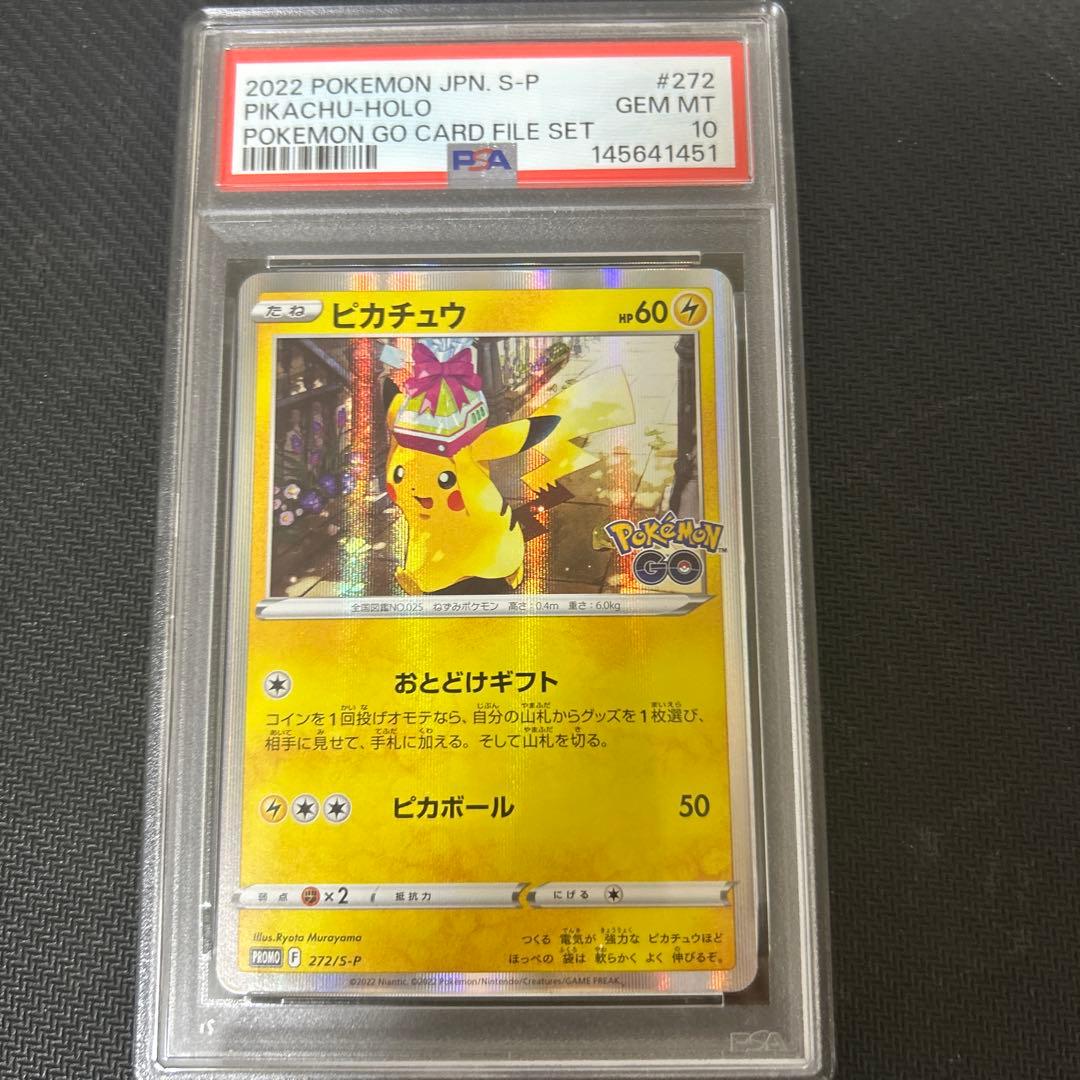 2022 POKEMON JPN. S-P #272
PIKACHU-HOLO GEM MT
POKEMON GO CARD FILE SET 10
PSA 145641451
たね ピカチュウ HP60
Pokémon
GO
TM
全国図鑑NO.025 ねずみポケモン 高さ:0.4m 重さ:6.0kg
おとどけギフト
コインを1回投げオモテなら、自分の山札からグッズを1枚選び、
相手に見せて、手札に加える。そして山札を切る。
ピカボール 50
弱点 ×2 抵抗力 にげる
Illus.Ryota Murayama
つくる 電気が 強力な ピカチュウほど
PROMO F 272/S-P
ほっぺの 袋は 軟らかく よく 伸びるぞ。
©2022 Niantic. ©2022 Pokémon/Nintendo/Creatures/GAME FREAK.
PSA